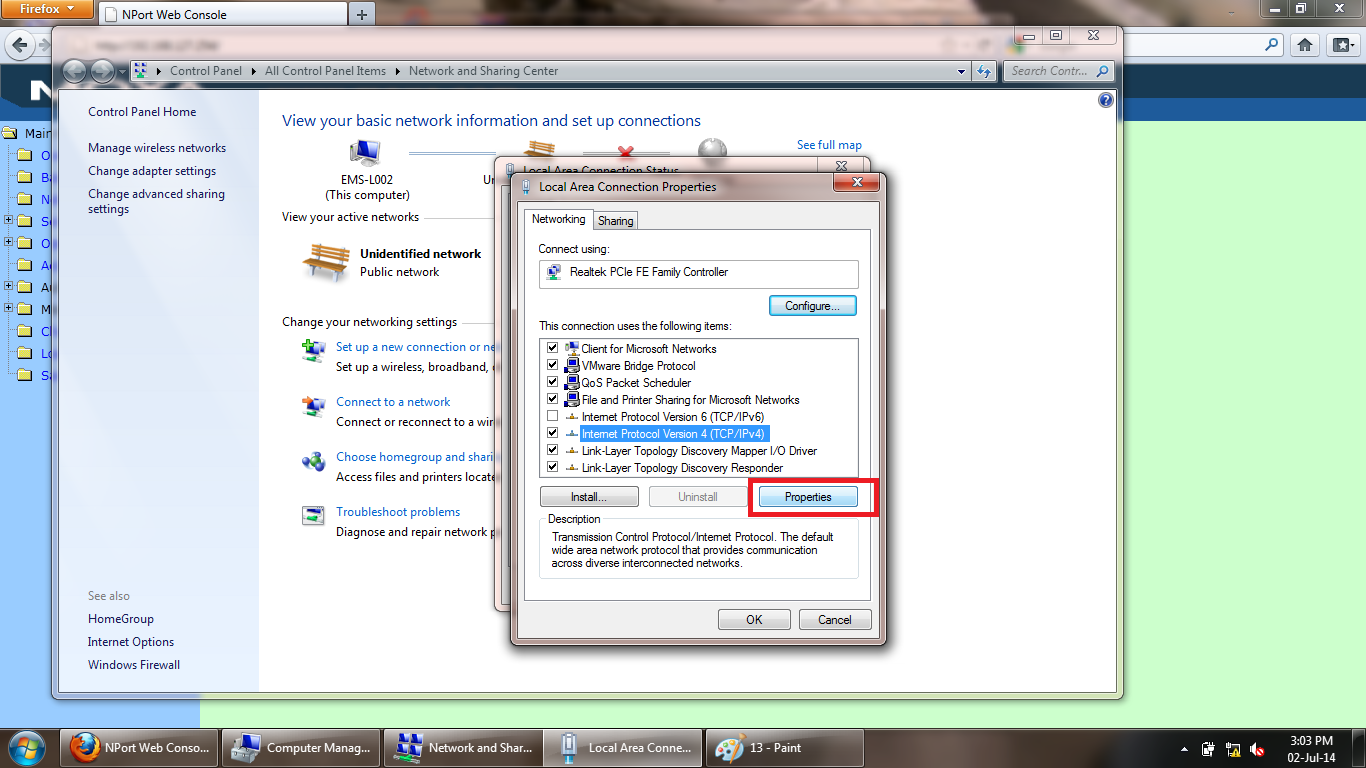 Firefox
NPort Web Console
Control Panel
All Control Panel Items
Network and Sharing Center
Search Contr...
Control Panel Home
Manage wireless networks
Change adapter settings
Change advanced sharing
settings
See also
HomeGroup
Internet Options
Windows Firewall
Main
View your basic network information and set up connections
See full map
EMS-L002
(This computer)
View your active networks
Unidentified network
Public network
Change your networking settings
Set up a new connection or ne
Set up a wireless, broadband,
Connect to a network
Connect or reconnect to a wir
Choose homegroup and shari
Access files and printers locate
Troubleshoot problems
Diagnose and repair network p
Local Area Connection Status
Local Area Connection Properties
Networking
Sharing
Connect using:
Realtek PCIe FE Family Controller
Configure...
This connection uses the following items:
Client for Microsoft Networks
VMware Bridge Protocol
QoS Packet Scheduler
File and Printer Sharing for Microsoft Networks
Internet Protocol Version 6 (TCP/IPv6)
Internet Protocol Version 4 (TCP/IPv4)
Link-Layer Topology Discovery Mapper I/O Driver
Link-Layer Topology Discovery Responder
Install...
Uninstall
Properties
Description
Transmission Control Protocol/Internet Protocol. The default
wide area network protocol that provides communication
across diverse interconnected networks.
OK
Cancel
NPort Web Conso...
Computer Manag...
Network and Shar...
Local Area Conne...
13 - Paint
3:03 PM
02-Jul-14